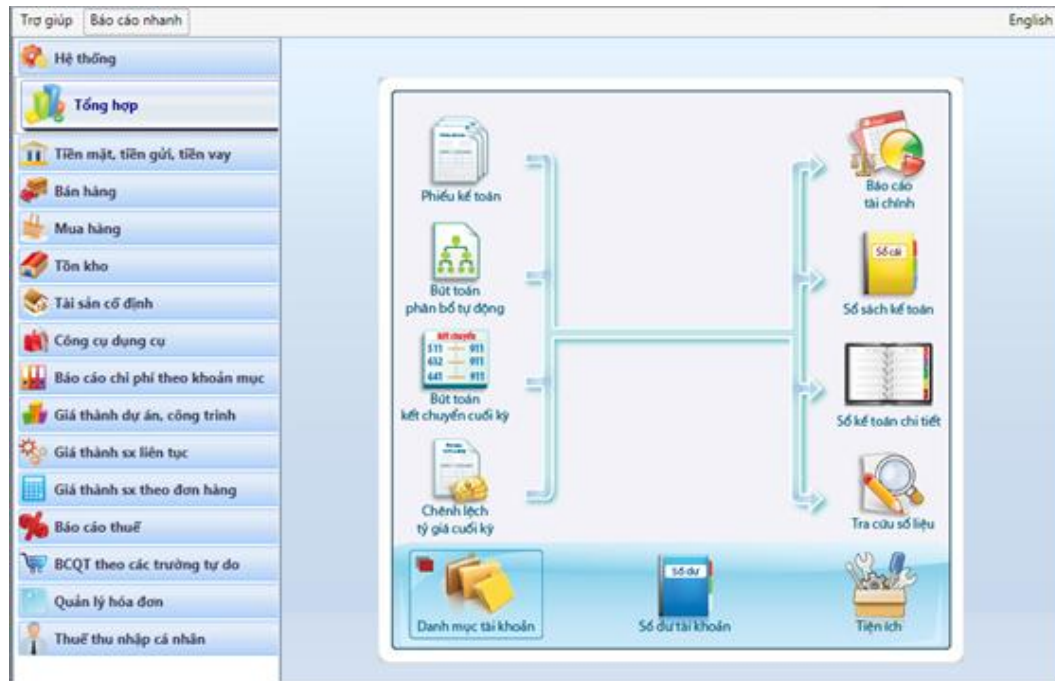 Trợ giúp Báo cáo nhanh English
Hệ thống
Tổng hợp
Tiền mặt, tiền gửi, tiền vay
Bán hàng
Mua hàng
Tồn kho
Tài sản cố định
Công cụ dụng cụ
Báo cáo chi phí theo khoản mục
Giá thành dự án, công trình
Giá thành sx liên tục
Giá thành sx theo đơn hàng
Báo cáo thuế
BCQT theo các trường tự do
Quản lý hóa đơn
Thuế thu nhập cá nhân
Phiếu kế toán
Bút toán
phân bổ tự động
Kết chuyển
511 911
632 911
641 911
Bút toán
kết chuyển cuối kỳ
Chênh lệch
tỷ giá cuối kỳ
Báo cáo
tài chính
Sổ cái
Sổ sách kế toán
Sổ kế toán chi tiết
Tra cứu số liệu
Danh mục tài khoản
Số dư
Số dư tài khoản
Tiện ích